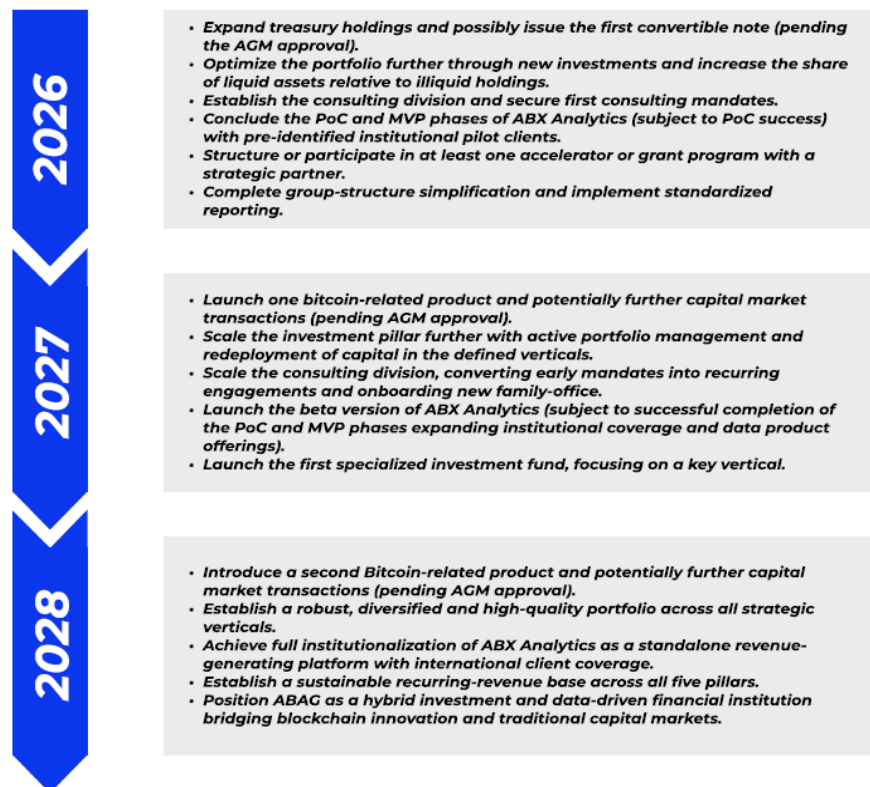 2026
• Expand treasury holdings and possibly issue the first convertible note (pending
the AGM approval).
• Optimize the portfolio further through new investments and increase the share
of liquid assets relative to illiquid holdings.
• Establish the consulting division and secure first consulting mandates.
• Conclude the PoC and MVP phases of ABX Analytics (subject to PoC success)
with pre-identified institutional pilot clients.
• Structure or participate in at least one accelerator or grant program with a
strategic partner.
• Complete group-structure simplification and implement standardized
reporting.
2027
• Launch one bitcoin-related product and potentially further capital market
transactions (pending AGM approval).
• Scale the investment pillar further with active portfolio management and
redeployment of capital in the defined verticals.
• Scale the consulting division, converting early mandates into recurring
engagements and onboarding new family-office.
• Launch the beta version of ABX Analytics (subject to successful completion of
the PoC and MVP phases expanding institutional coverage and data product
offerings).
• Launch the first specialized investment fund, focusing on a key vertical.
2028
• Introduce a second Bitcoin-related product and potentially further capital
market transactions (pending AGM approval).
• Establish a robust, diversified and high-quality portfolio across all strategic
verticals.
• Achieve full institutionalization of ABX Analytics as a standalone revenue-
generating platform with international client coverage.
• Establish a sustainable recurring-revenue base across all five pillars.
• Position ABAG as a hybrid investment and data-driven financial institution
bridging blockchain innovation and traditional capital markets.